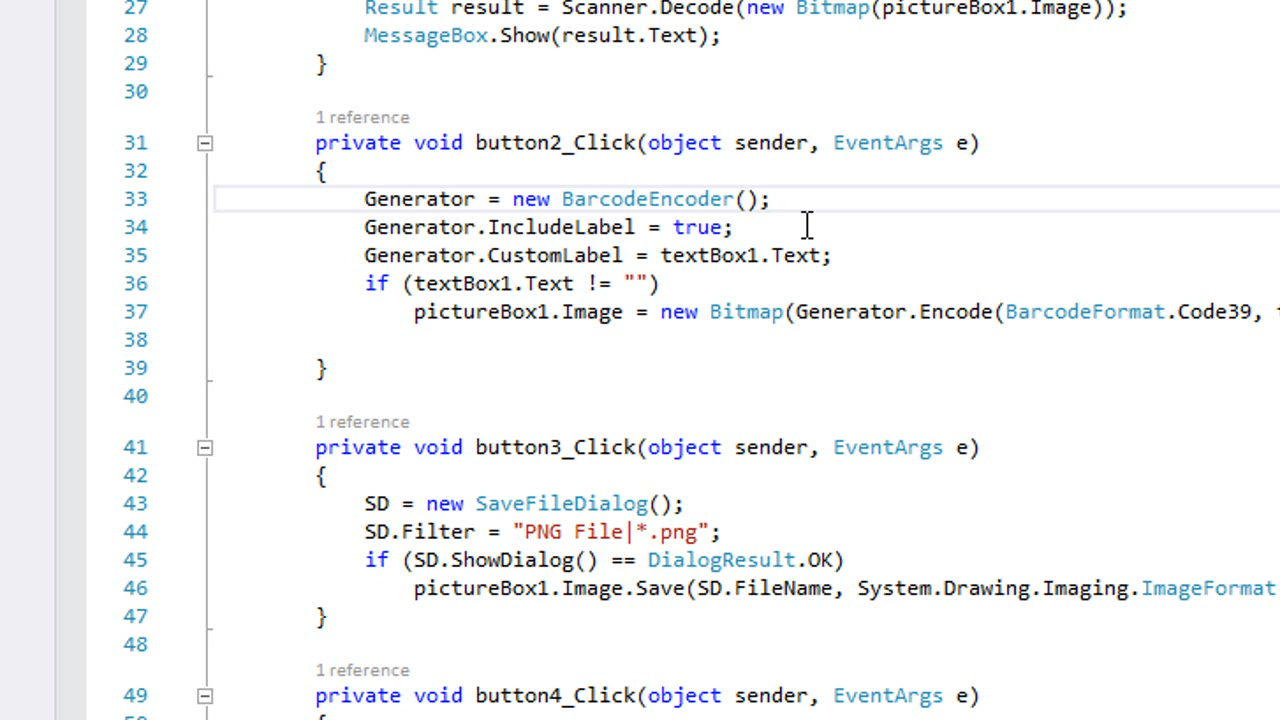 27 Result result = Scanner.Decode(new Bitmap(pictureBox1.Image));
28 MessageBox.Show(result.Text);
29 }
30
1 reference
31 private void button2_Click(object sender, EventArgs e)
32 {
33 Generator = new BarcodeEncoder();
34 Generator.IncludeLabel = true;
35 Generator.CustomLabel = textBox1.Text;
36 if (textBox1.Text != "")
37 pictureBox1.Image = new Bitmap(Generator.Encode(BarcodeFormat.Code39,
38
39 }
40
1 reference
41 private void button3_Click(object sender, EventArgs e)
42 {
43 SD = new SaveFileDialog();
44 SD.Filter = "PNG File|*.png";
45 if (SD.ShowDialog() == DialogResult.OK)
46 pictureBox1.Image.Save(SD.FileName, System.Drawing.Imaging.ImageFormat
47 }
48
1 reference
49 private void button4_Click(object sender, EventArgs e)